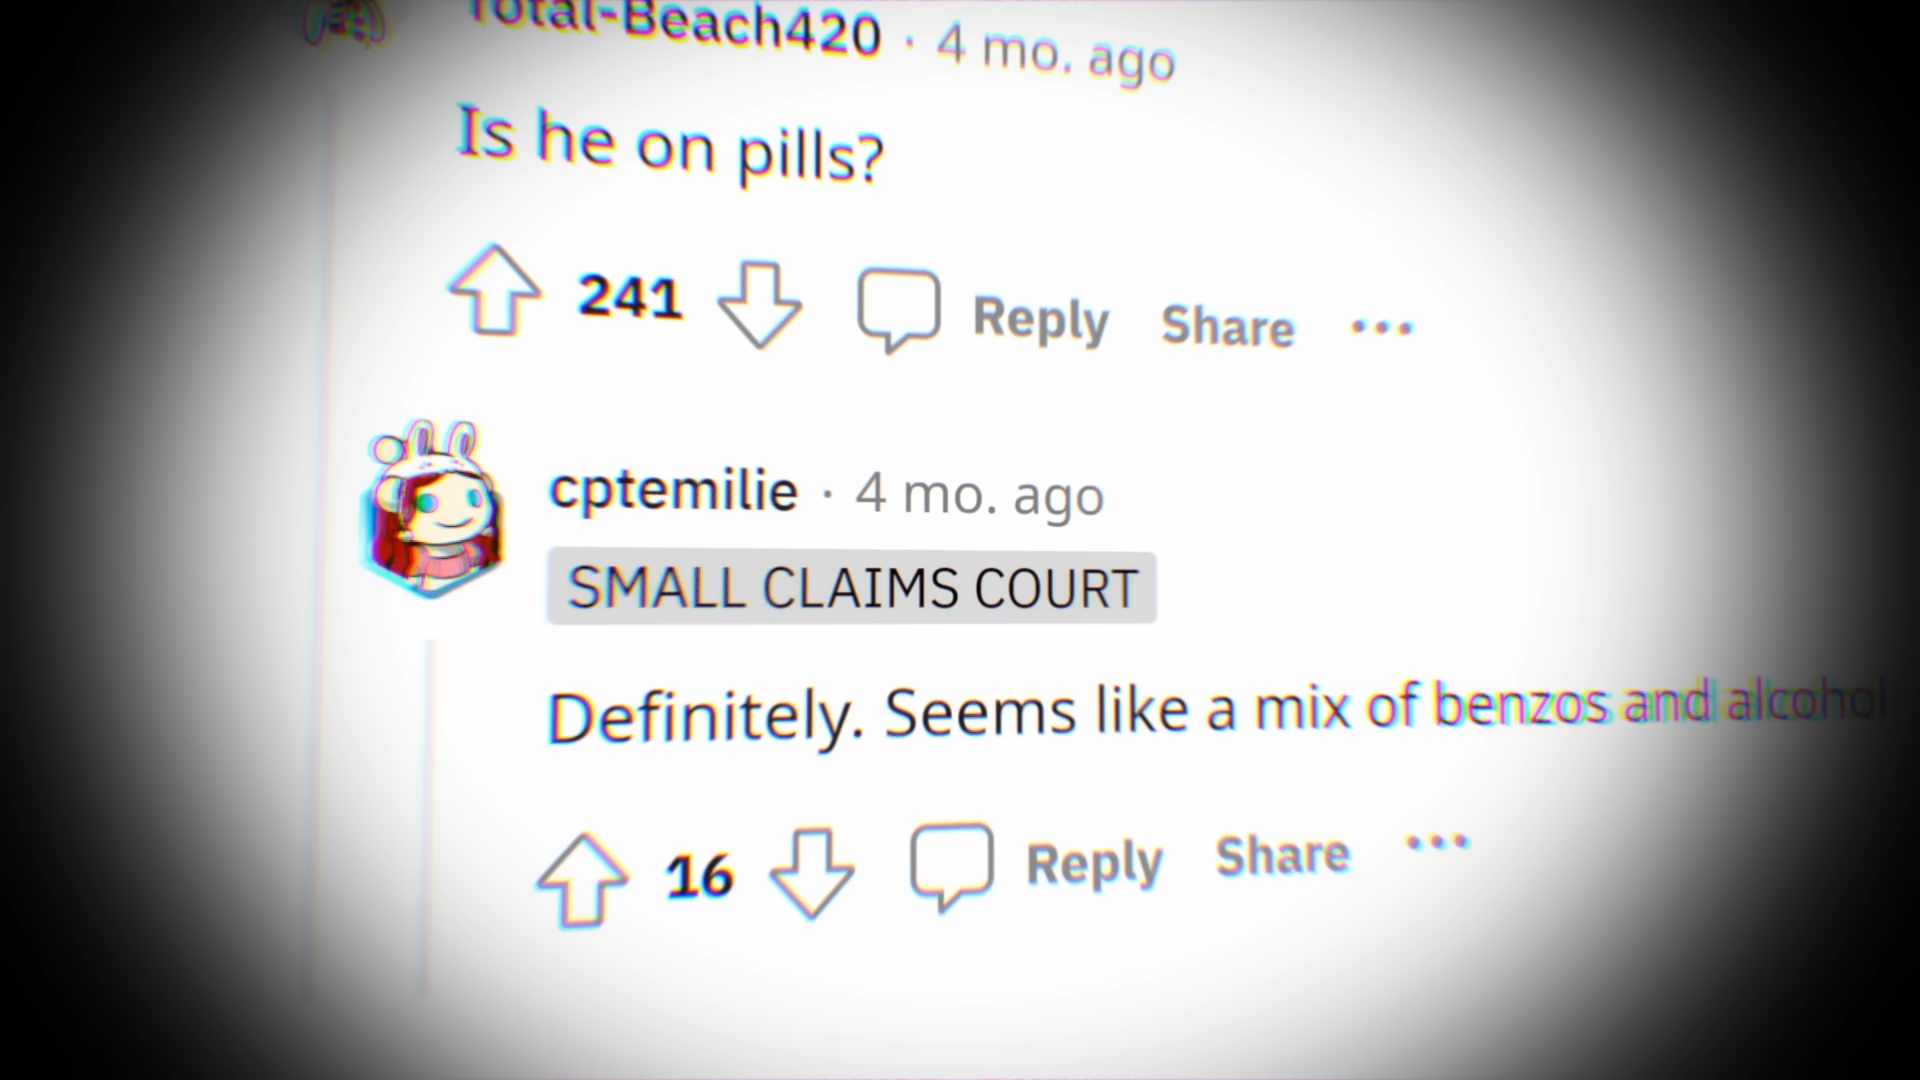 Total-Beach420 · 4 mo. ago
Is he on pills?
241 Reply Share ...
cptemilie · 4 mo. ago
SMALL CLAIMS COURT
Definitely. Seems like a mix of benzos and alcohol
16 Reply Share ...